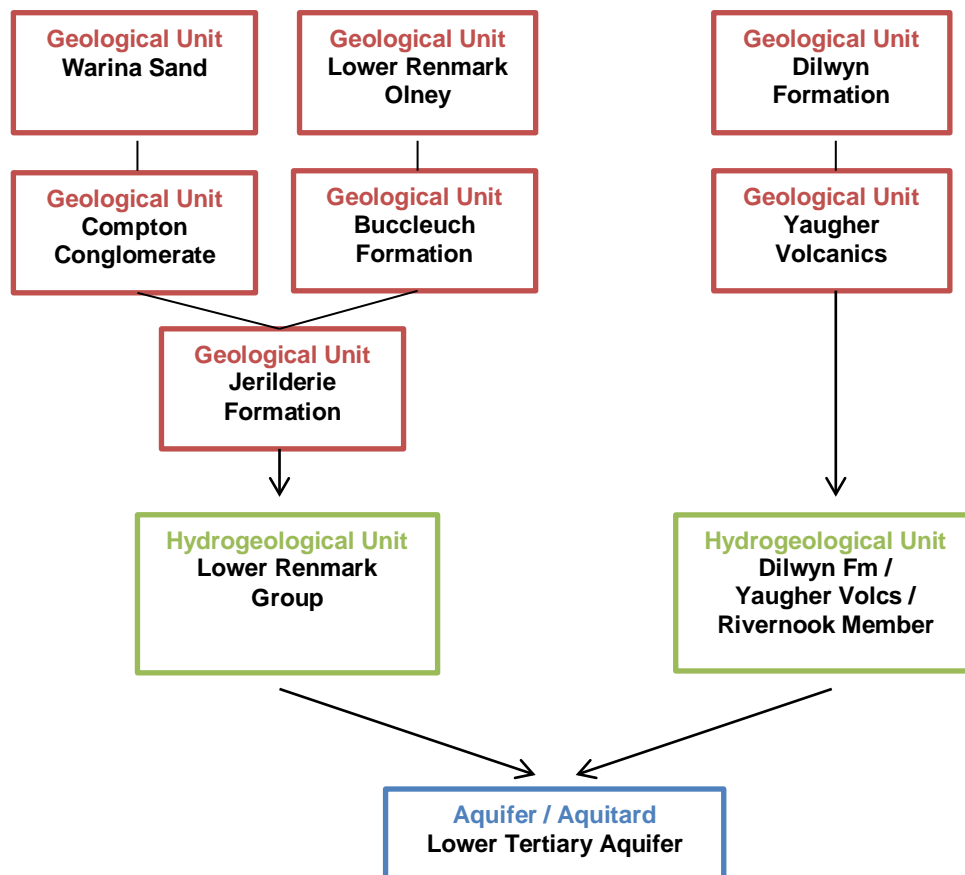 Geological Unit
Warina Sand
Geological Unit
Lower Renmark
Olney
Geological Unit
Dilwyn
Formation
Geological Unit
Compton
Conglomerate
Geological Unit
Buccleuch
Formation
Geological Unit
Yaugher
Volcanics
Geological Unit
Jerilderie
Formation
Hydrogeological Unit
Lower Renmark
Group
Hydrogeological Unit
Dilwyn Fm /
Yaugher Volcs /
Rivernook Member
Aquifer / Aquitard
Lower Tertiary Aquifer